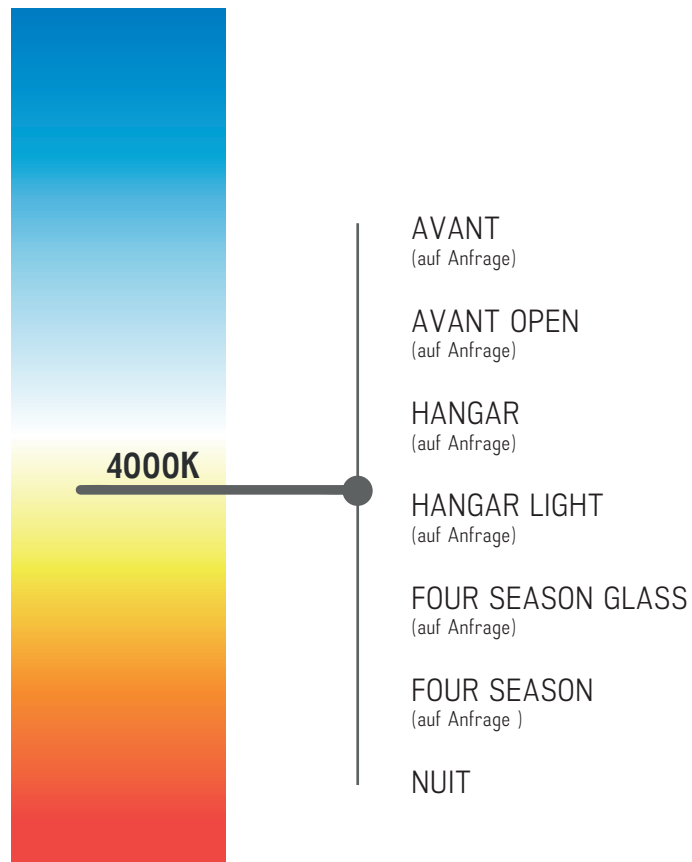 4000K
AVANT
(auf Anfrage)
AVANT OPEN
(auf Anfrage)
HANGAR
(auf Anfrage)
HANGAR LIGHT
(auf Anfrage)
FOUR SEASON GLASS
(auf Anfrage)
FOUR SEASON
(auf Anfrage )
NUIT